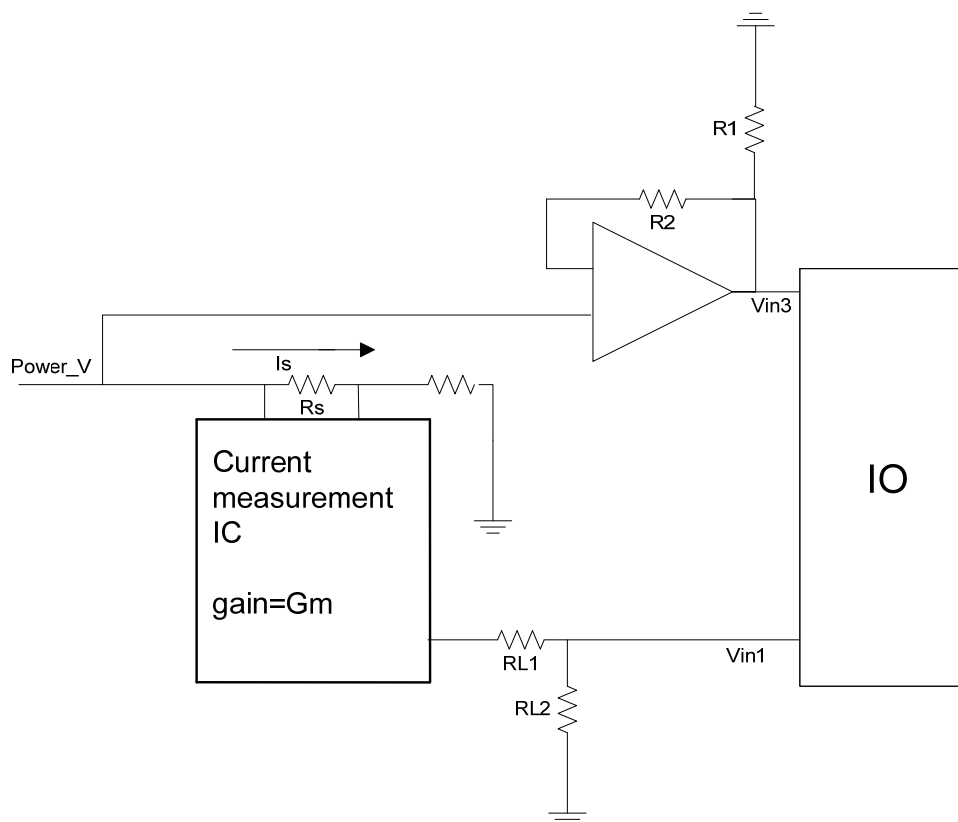 R1
R2
Vin3
Power_V
Is
Rs
Current
measurement
IC
gain=Gm
IO
RL1
Vin1
RL2